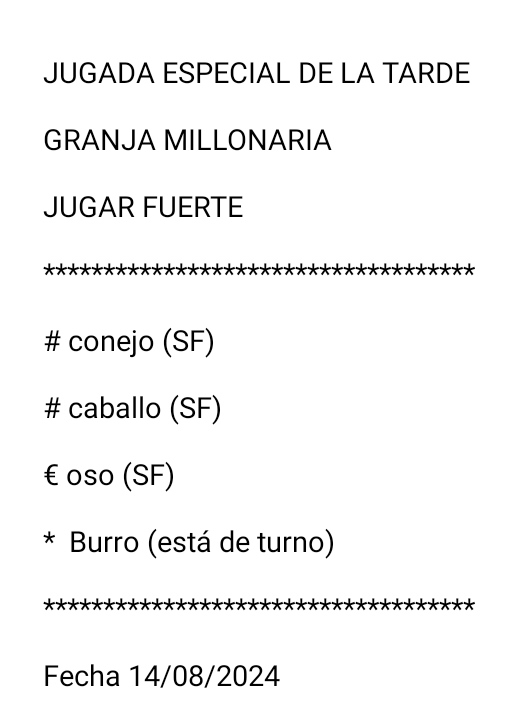 JUGADA ESPECIAL DE LA TARDE
GRANJA MILLONARIA
JUGAR FUERTE
************************************
# conejo (SF)
# caballo (SF)
€ oso (SF)
*  Burro (está de turno)
************************************
Fecha 14/08/2024